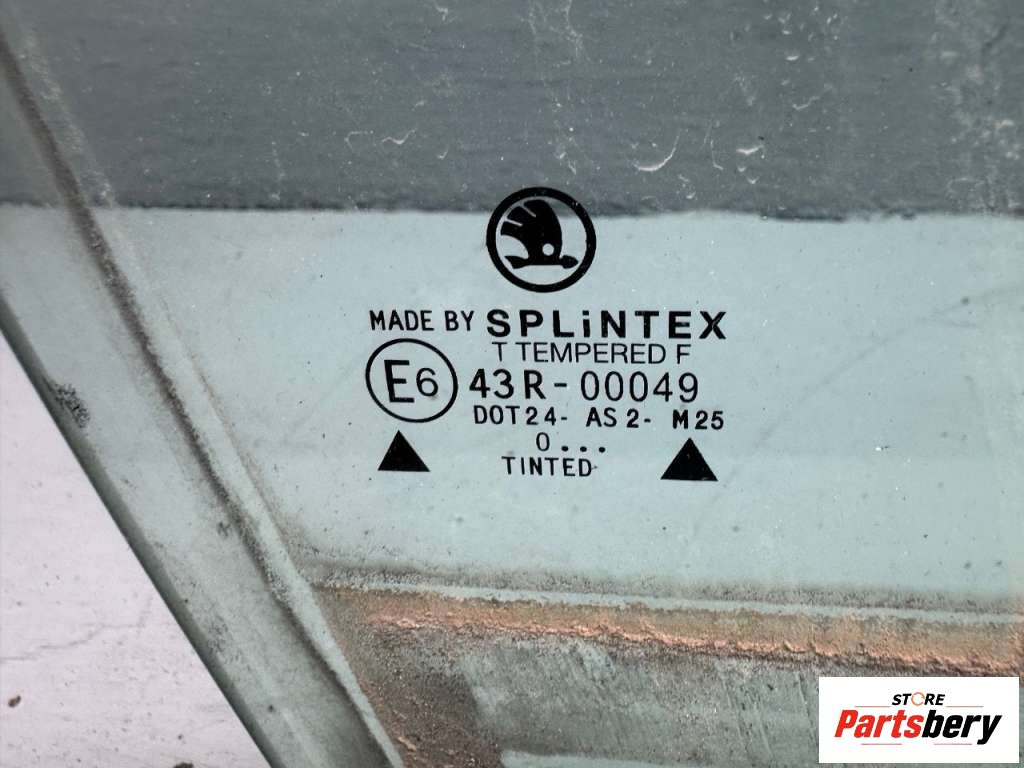 MADE BY SPLiNTEX
T TEMPERED F
E6 43R-00049
DOT24- AS2- M25
0...
TINTED
STORE
Partsbery